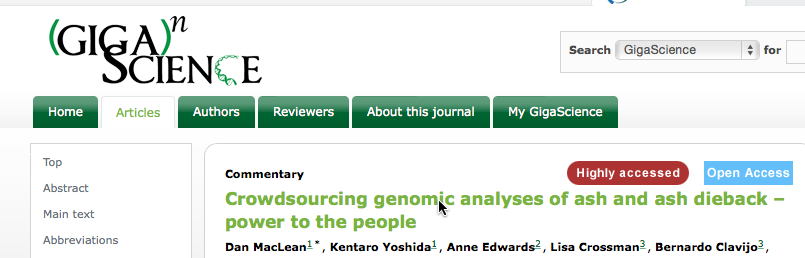 (GIGA)n
SCIENCE
Search GigaScience for
Home Articles Authors Reviewers About this journal My GigaScience
Top
Abstract
Main text
Abbreviations
Commentary Highly accessed Open Access
Crowdsourcing genomic analyses of ash and ash dieback –
power to the people
Dan MacLean1*, Kentaro Yoshida1, Anne Edwards2, Lisa Crossman3, Bernardo Clavijo3,